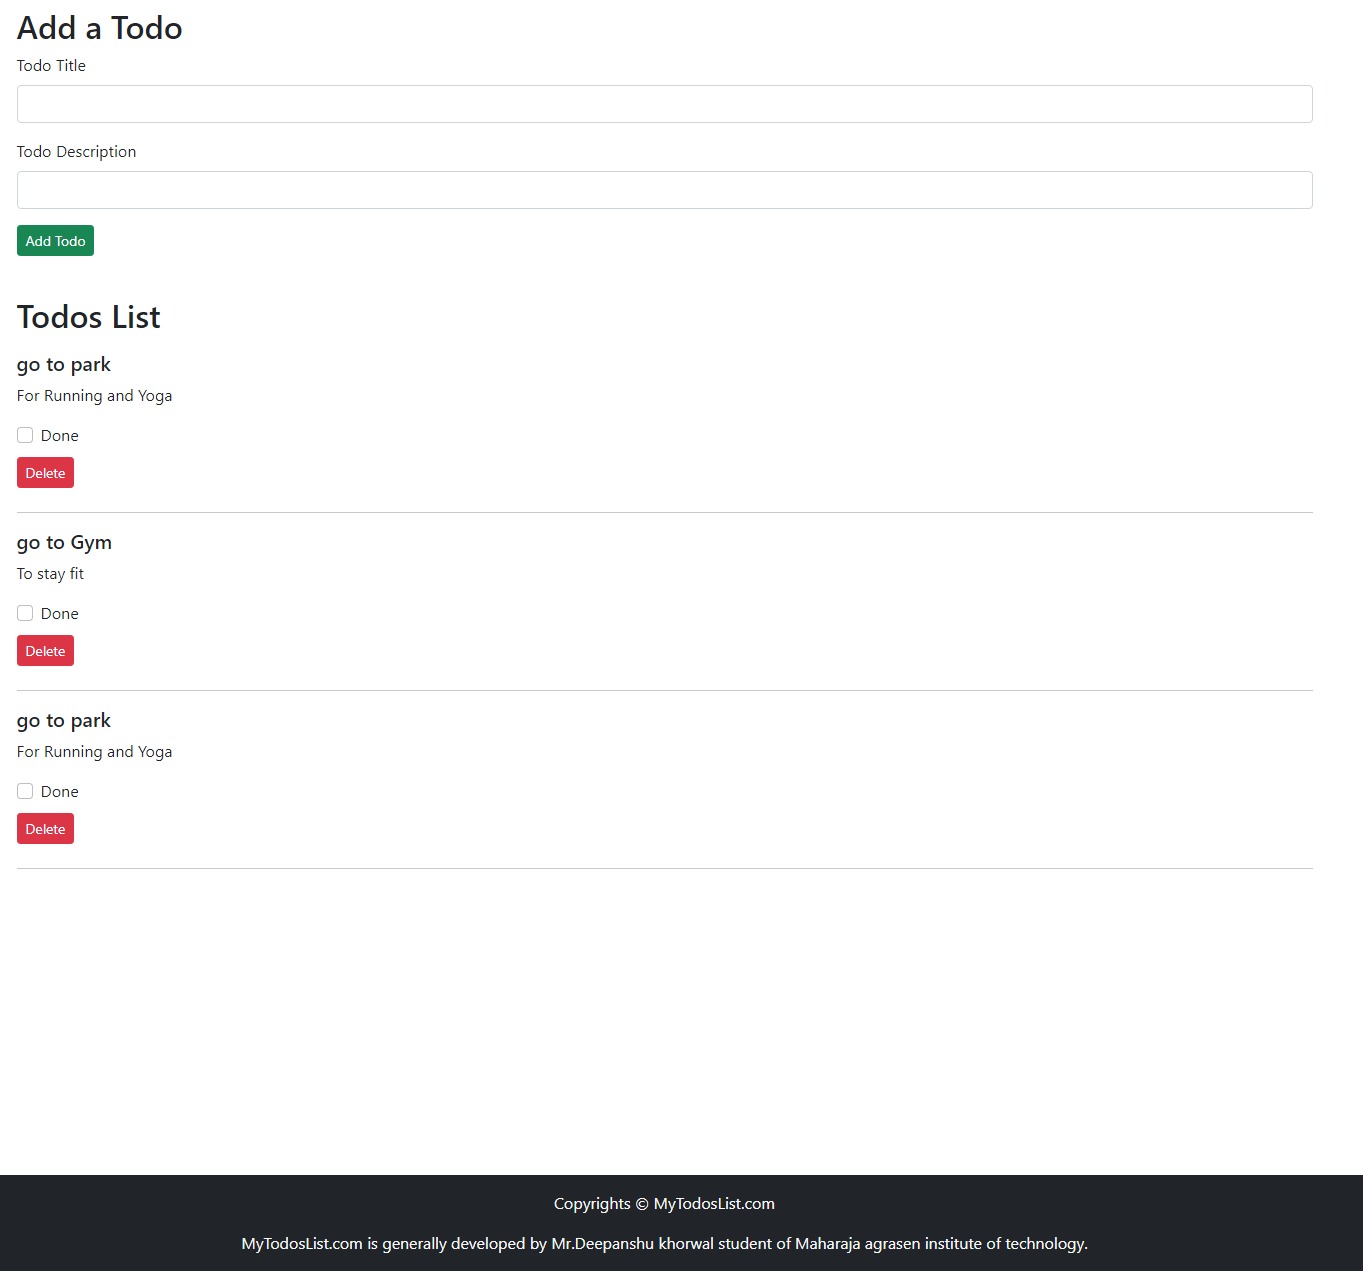 Add a Todo
Todo Title
Todo Description
Add Todo
Todos List
go to park
For Running and Yoga
Done
Delete
go to Gym
To stay fit
Done
Delete
go to park
For Running and Yoga
Done
Delete
Copyrights © MyTodosList.com
MyTodosList.com is generally developed by Mr.Deepanshu khorwal student of Maharaja agrasen institute of technology.